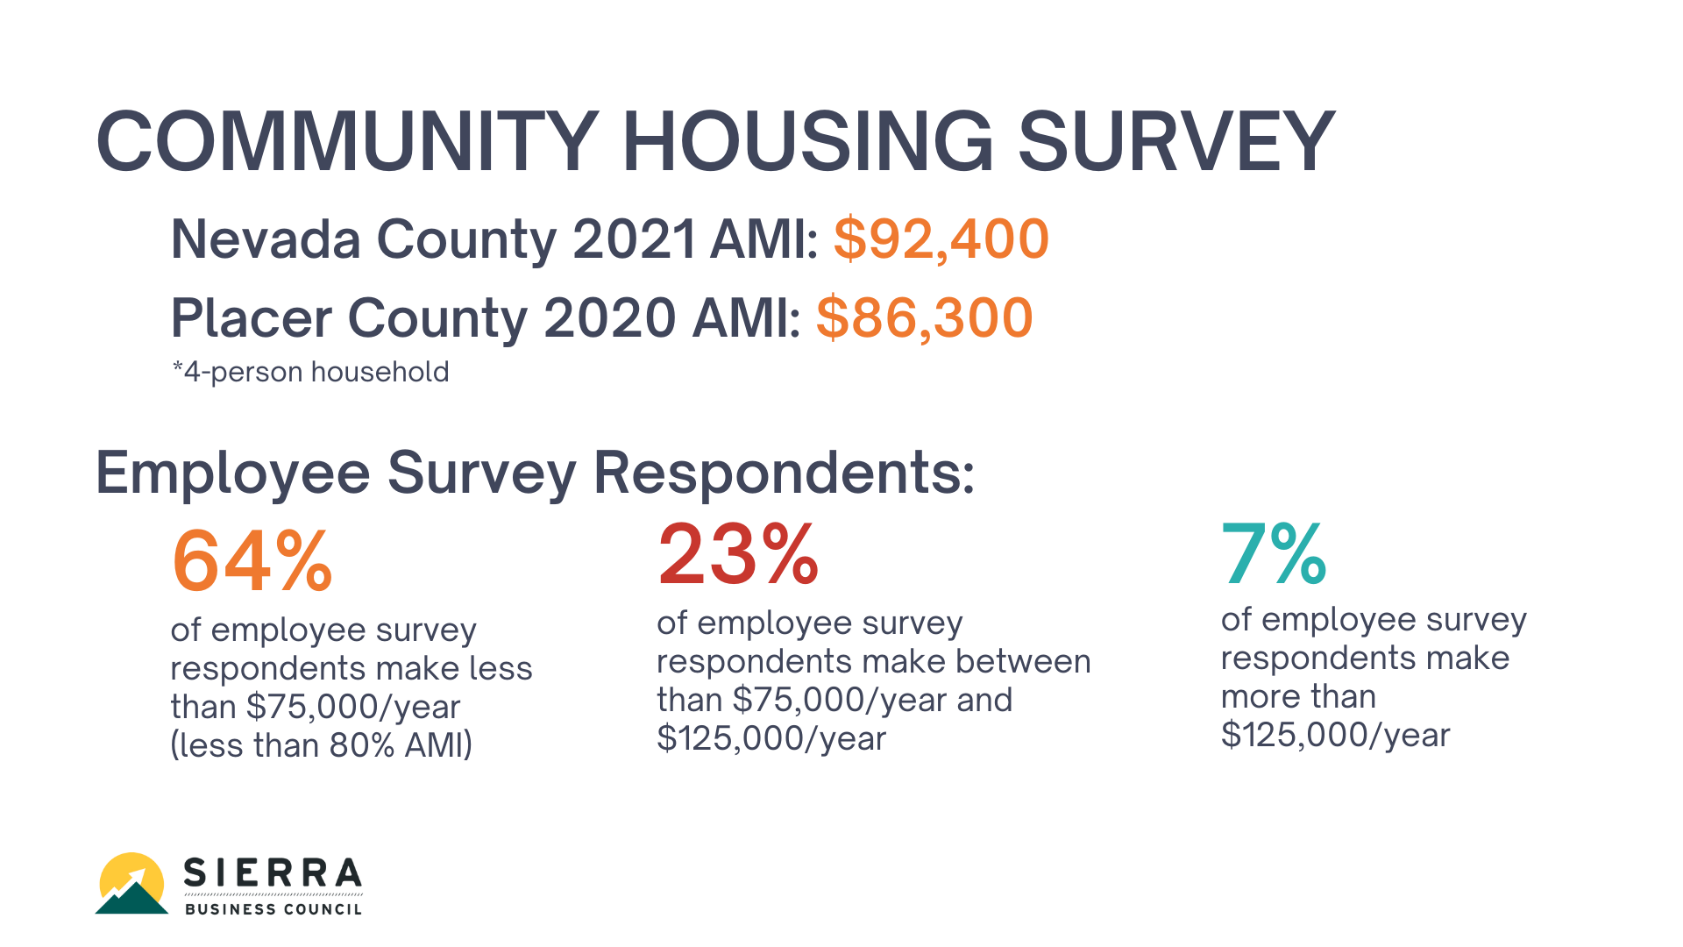 COMMUNITY HOUSING SURVEY
Nevada County 2021 AMI: $92,400
Placer County 2020 AMI: $86,300
*4-person household
Employee Survey Respondents:
64%
of employee survey
respondents make less
than $75,000/year
(less than 80% AMI)
23%
of employee survey
respondents make between
than $75,000/year and
$125,000/year
7%
of employee survey
respondents make
more than
$125,000/year
SIERRA
BUSINESS COUNCIL